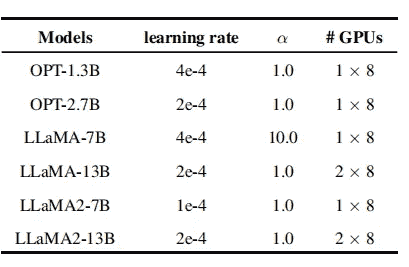 Models learning rate α # GPUs
OPT-1.3B 4e-4 1.0 1 × 8
OPT-2.7B 2e-4 1.0 1 × 8
LLaMA-7B 4e-4 10.0 1 × 8
LLaMA-13B 2e-4 1.0 2 × 8
LLaMA2-7B 1e-4 1.0 1 × 8
LLaMA2-13B 2e-4 1.0 2 × 8